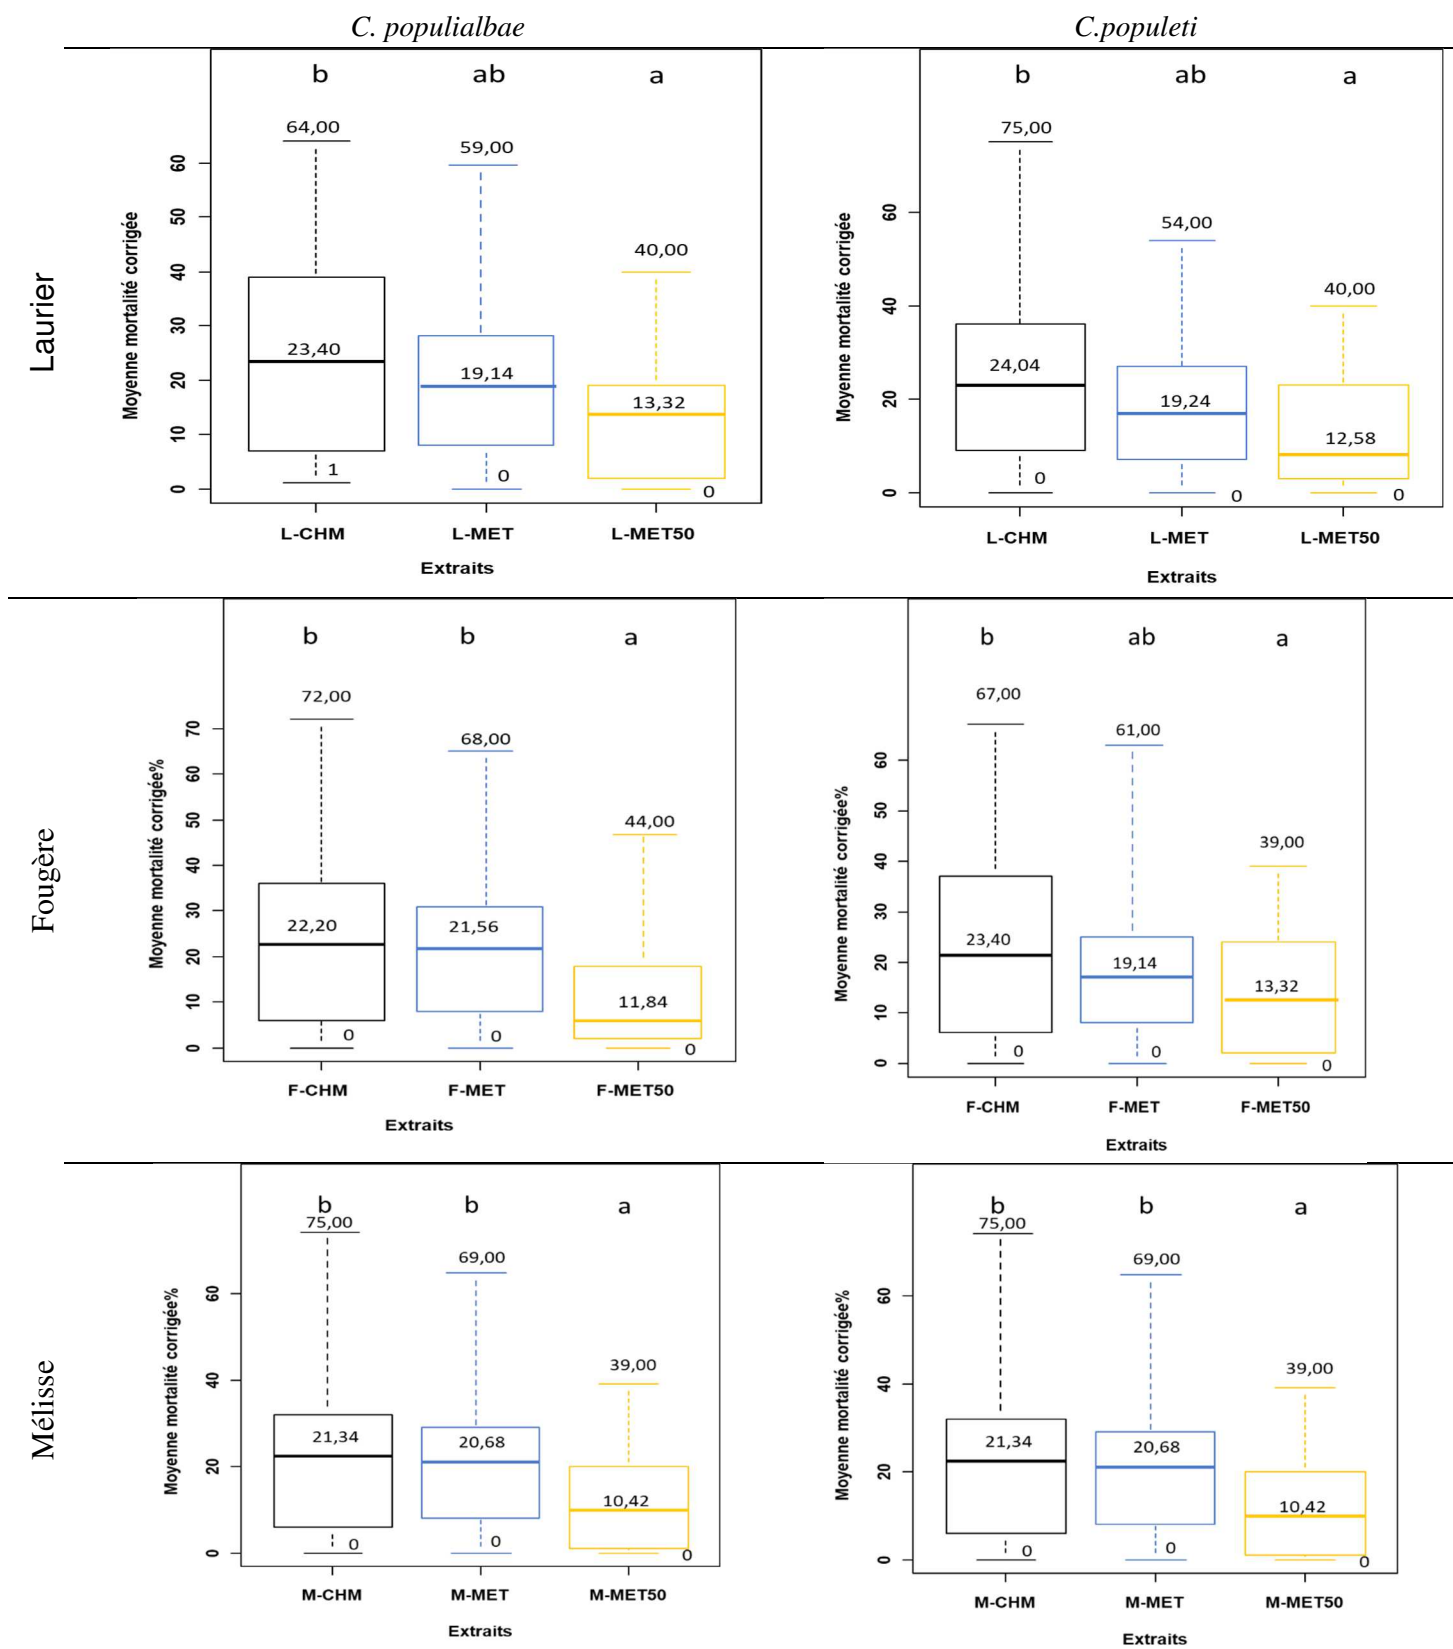 C. populialbae
C.populeti
Laurier
b ab a
64,00
59,00
40,00
23,40
19,14
13,32
1
0
0
Moyenne mortalité corrigée
0 10 20 30 40 50 60
L-CHM L-MET L-MET50
Extraits
b ab a
75,00
54,00
40,00
24,04
19,24
12,58
0
0
0
Moyenne mortalité corrigée
0 20 40 60
L-CHM L-MET L-MET50
Extraits
Fougère
b b a
72,00
68,00
44,00
22,20
21,56
11,84
0
0
0
Moyenne mortalité corrigée%
0 10 20 30 40 50 60 70
F-CHM F-MET F-MET50
Extraits
b ab a
67,00
61,00
39,00
23,40
19,14
13,32
0
0
0
Moyenne mortalité corrigée%
0 10 20 30 40 50 60
F-CHM F-MET F-MET50
Extraits
Mélisse
b b a
75,00
69,00
39,00
21,34
20,68
10,42
0
0
0
Moyenne mortalité corrigée%
0 20 40 60
M-CHM M-MET M-MET50
Extraits
b b a
75,00
69,00
39,00
21,34
20,68
10,42
0
0
0
Moyenne mortalité corrigée%
0 20 40 60
M-CHM M-MET M-MET50
Extraits